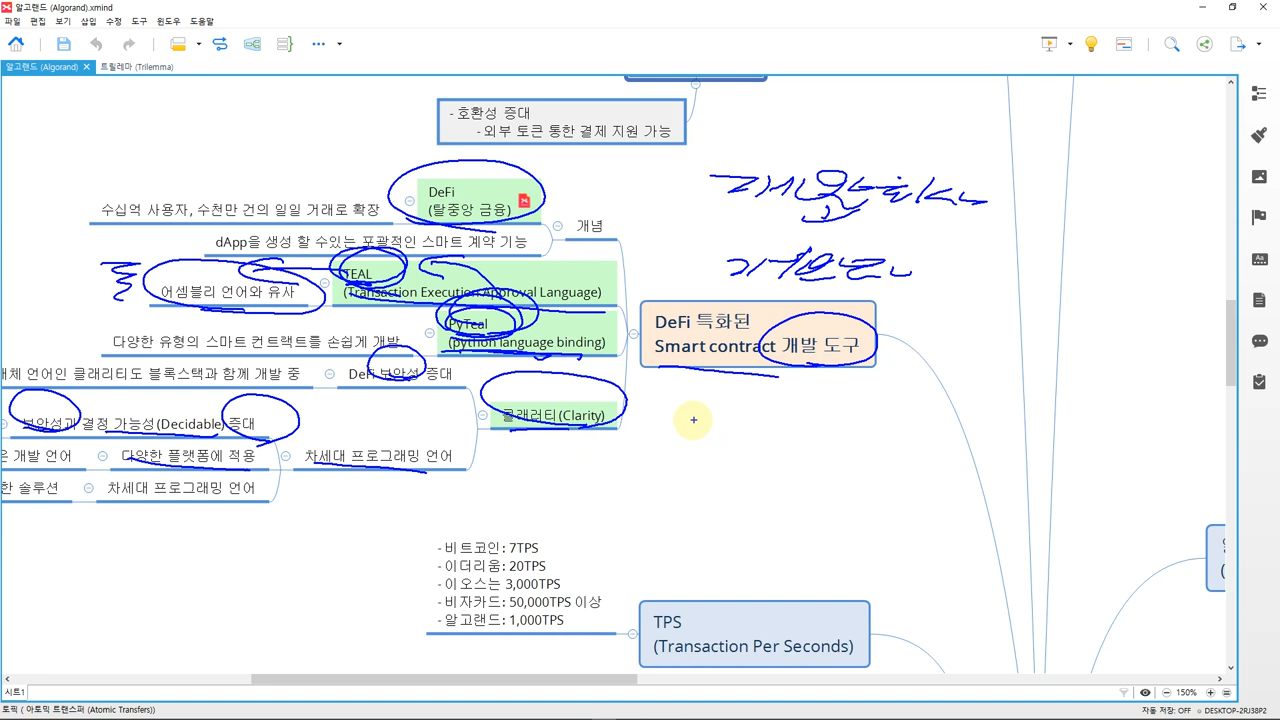 알고랜드 (Algorand).xmind
파일 편집 보기 삽입 수정 도구 윈도우 도움말
알고랜드 (Algorand) 트릴레마 (Trilemma)
- 호환성 증대
- 외부 토큰 통한 결제 지원 가능
DeFi
(탈중앙 금융)
수십억 사용자, 수천만 건의 일일 거래로 확장
개념
dApp을 생성 할 수있는 포괄적인 스마트 계약 기능
TEAL
(Transaction Execution Approval Language)
어셈블리 언어와 유사
PyTeal
(python language binding)
다양한 유형의 스마트 컨트랙트를 손쉽게 개발
DeFi 특화된
Smart contract 개발 도구
DeFi 보안성 증대
체 언어인 클래리티도 블록스택과 함께 개발 중
클래러티 (Clarity)
보안성과 결정 가능성(Decidable) 증대
차세대 프로그래밍 언어
다양한 플랫폼에 적용
은 개발 언어
차세대 프로그래밍 언어
한 솔루션
- 비트코인: 7TPS
- 이더리움: 20TPS
- 이오스는 3,000TPS
- 비자카드: 50,000TPS 이상
- 알고랜드: 1,000TPS
TPS
(Transaction Per Seconds)
시트1
150%
토픽 ( 아토믹 트랜스퍼 (Atomic Transfers))
자동 저장: OFF DESKTOP-2RJ38P2